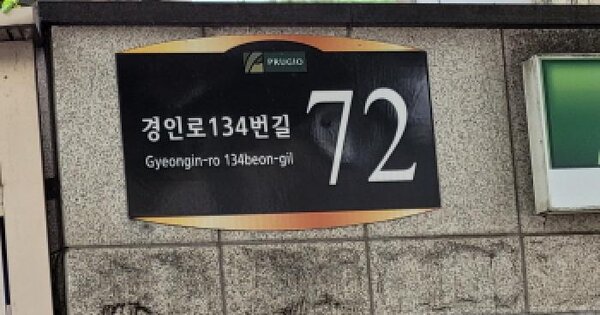 PRUGIO
경인로134번길
Gyeongin-ro 134beon-gil
72